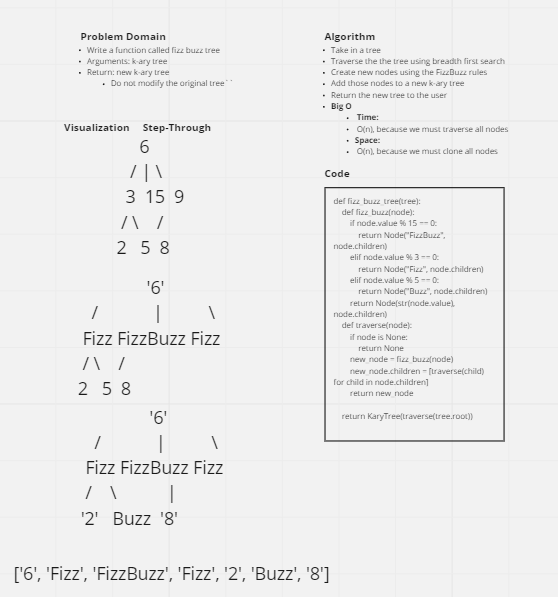 Problem Domain
• Write a function called fizz buzz tree
• Arguments: k-ary tree
• Return: new k-ary tree
• Do not modify the original tree``
Visualization Step-Through
6
/ | \
3 15 9
/ \ /
2 5 8
'6'
/ | \
Fizz FizzBuzz Fizz
/ \ /
2 5 8
'6'
/ | \
Fizz FizzBuzz Fizz
/ \ |
'2' Buzz '8'
['6', 'Fizz', 'FizzBuzz', 'Fizz', '2', 'Buzz', '8']
Algorithm
• Take in a tree
• Traverse the the tree using breadth first search
• Create new nodes using the FizzBuzz rules
• Add those nodes to a new k-ary tree
• Return the new tree to the user
• Big O
• Time:
• O(n), because we must traverse all nodes
• Space:
• O(n), because we must clone all nodes
Code
def fizz_buzz_tree(tree):
def fizz_buzz(node):
if node.value % 15 == 0:
return Node("FizzBuzz",
node.children)
elif node.value % 3 == 0:
return Node("Fizz", node.children)
elif node.value % 5 == 0:
return Node("Buzz", node.children)
return Node(str(node.value),
node.children)
def traverse(node):
if node is None:
return None
new_node = fizz_buzz(node)
new_node.children = [traverse(child)
for child in node.children]
return new_node
return KaryTree(traverse(tree.root))